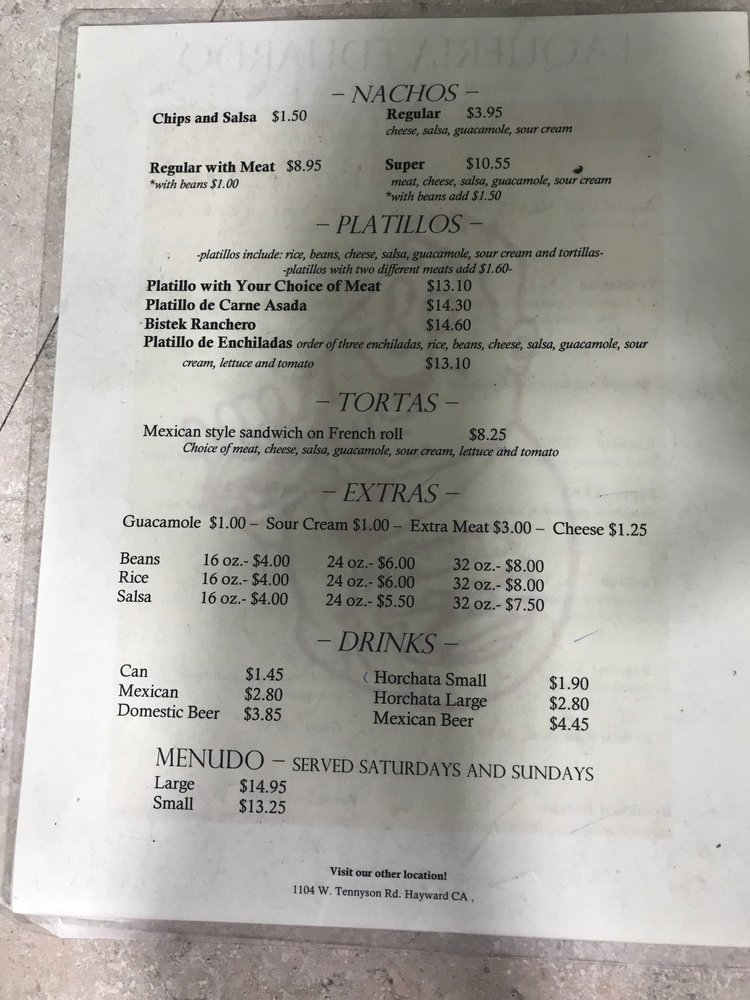 – NACHOS –
Chips and Salsa $1.50
Regular $3.95
cheese, salsa, guacamole, sour cream
Regular with Meat $8.95
*with beans $1.00
Super $10.55
meat, cheese, salsa, guacamole, sour cream
*with beans add $1.50
– PLATILLOS –
-platillos include: rice, beans, cheese, salsa, guacamole, sour cream and tortillas-
-platillos with two different meats add $1.60-
Platillo with Your Choice of Meat $13.10
Platillo de Carne Asada $14.30
Bistek Ranchero $14.60
Platillo de Enchiladas order of three enchiladas, rice, beans, cheese, salsa, guacamole, sour
cream, lettuce and tomato $13.10
– TORTAS –
Mexican style sandwich on French roll $8.25
Choice of meat, cheese, salsa, guacamole, sour cream, lettuce and tomato
– EXTRAS –
Guacamole $1.00 – Sour Cream $1.00 – Extra Meat $3.00 – Cheese $1.25
Beans 16 oz.- $4.00 24 oz.- $6.00 32 oz.- $8.00
Rice 16 oz.- $4.00 24 oz.- $6.00 32 oz.- $8.00
Salsa 16 oz.- $4.00 24 oz.- $5.50 32 oz.- $7.50
– DRINKS –
Can $1.45
Mexican $2.80
Domestic Beer $3.85
Horchata Small $1.90
Horchata Large $2.80
Mexican Beer $4.45
MENUDO – SERVED SATURDAYS AND SUNDAYS
Large $14.95
Small $13.25
Visit our other location!
1104 W. Tennyson Rd. Hayward CA ,